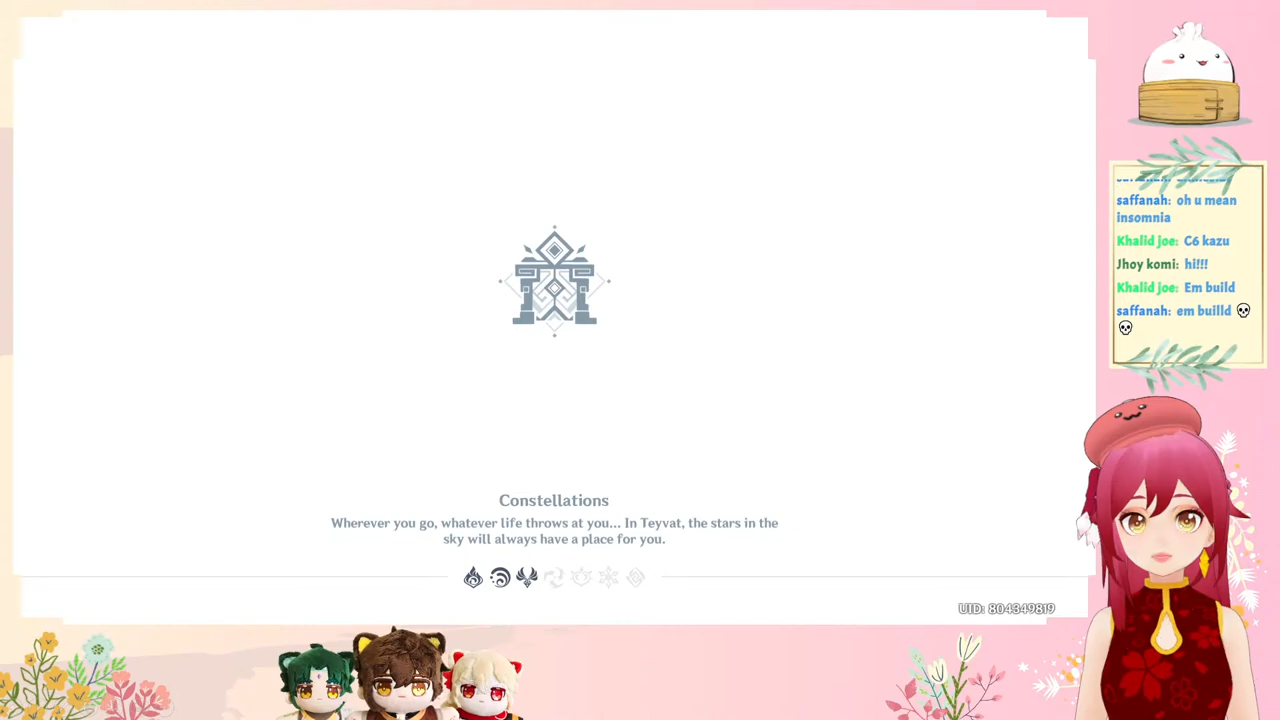 saffanah: oh u mean
insomnia
Khalid joe: C6 kazu
Jhoy komi: hi!!!
Khalid joe: Em build
saffanah: em builld
Constellations
Wherever you go, whatever life throws at you... In Teyvat, the stars in the
sky will always have a place for you.
UID: 804349819